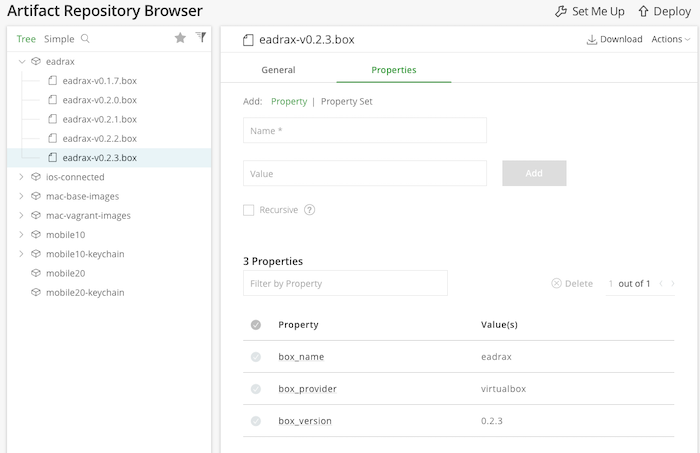 Artifact Repository Browser
Set Me Up
Deploy
Tree
Simple
eadrax
eadrax-v0.1.7.box
eadrax-v0.2.0.box
eadrax-v0.2.1.box
eadrax-v0.2.2.box
eadrax-v0.2.3.box
ios-connected
mac-base-images
mac-vagrant-images
mobile10
mobile10-keychain
mobile20
mobile20-keychain
eadrax-v0.2.3.box
Download
Actions
General
Properties
Add: Property | Property Set
Name *
Value
Add
Recursive ?
3 Properties
Filter by Property
Delete
1 out of 1
Property Value(s)
box_name eadrax
box_provider virtualbox
box_version 0.2.3